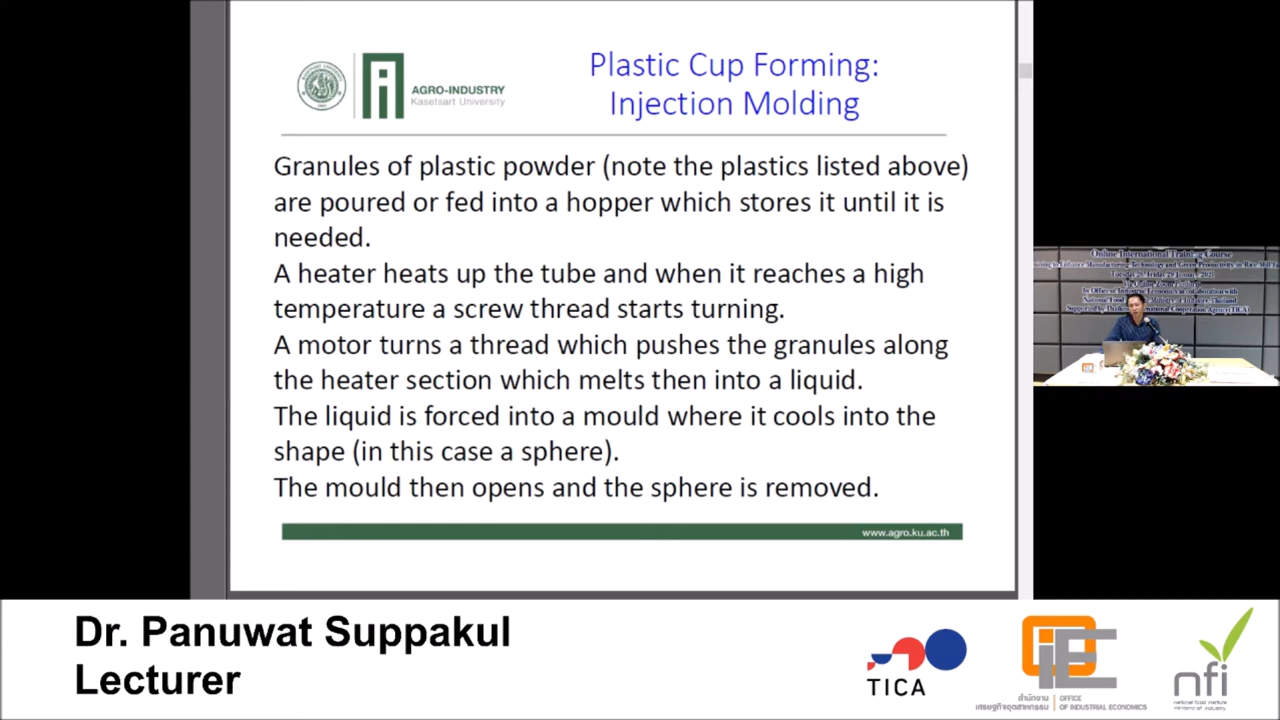 AGRO-INDUSTRY
Kasetsart University
Plastic Cup Forming:
Injection Molding
Granules of plastic powder (note the plastics listed above)
are poured or fed into a hopper which stores it until it is
needed.
A heater heats up the tube and when it reaches a high
temperature a screw thread starts turning.
A motor turns a thread which pushes the granules along
the heater section which melts then into a liquid.
The liquid is forced into a mould where it cools into the
shape (in this case a sphere).
The mould then opens and the sphere is removed.
www.agro.ku.ac.th
Online International Training Course
Dr. Panuwat Suppakul
Lecturer
TICA
สำนักงาน
เศรษฐกิจอุตสาหกรรม
OFFICE
OF INDUSTRIAL ECONOMICS
nfi